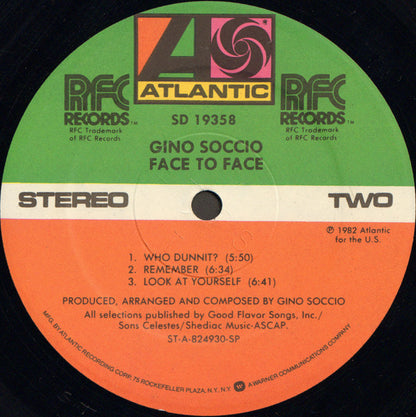 ATLANTIC
RFC
RECORDS™
RFC Trademark
of RFC Records
SD 19358
RFC
RECORDS™
RFC Trademark
of RFC Records
GINO SOCCIO
FACE TO FACE
STEREO
TWO
℗ 1982 Atlantic
for the U.S.
1. WHO DUNNIT? (5:50)
2. REMEMBER (6:34)
3. LOOK AT YOURSELF (6:41)
PRODUCED, ARRANGED AND COMPOSED BY GINO SOCCIO
All selections published by Good Flavor Songs, Inc./
Sons Celestes/Shediac Music-ASCAP.
ST-A-824930-SP
MFG. BY ATLANTIC RECORDING CORP., 75 ROCKEFELLER PLAZA, N.Y., N.Y. A WARNER COMMUNICATIONS COMPANY